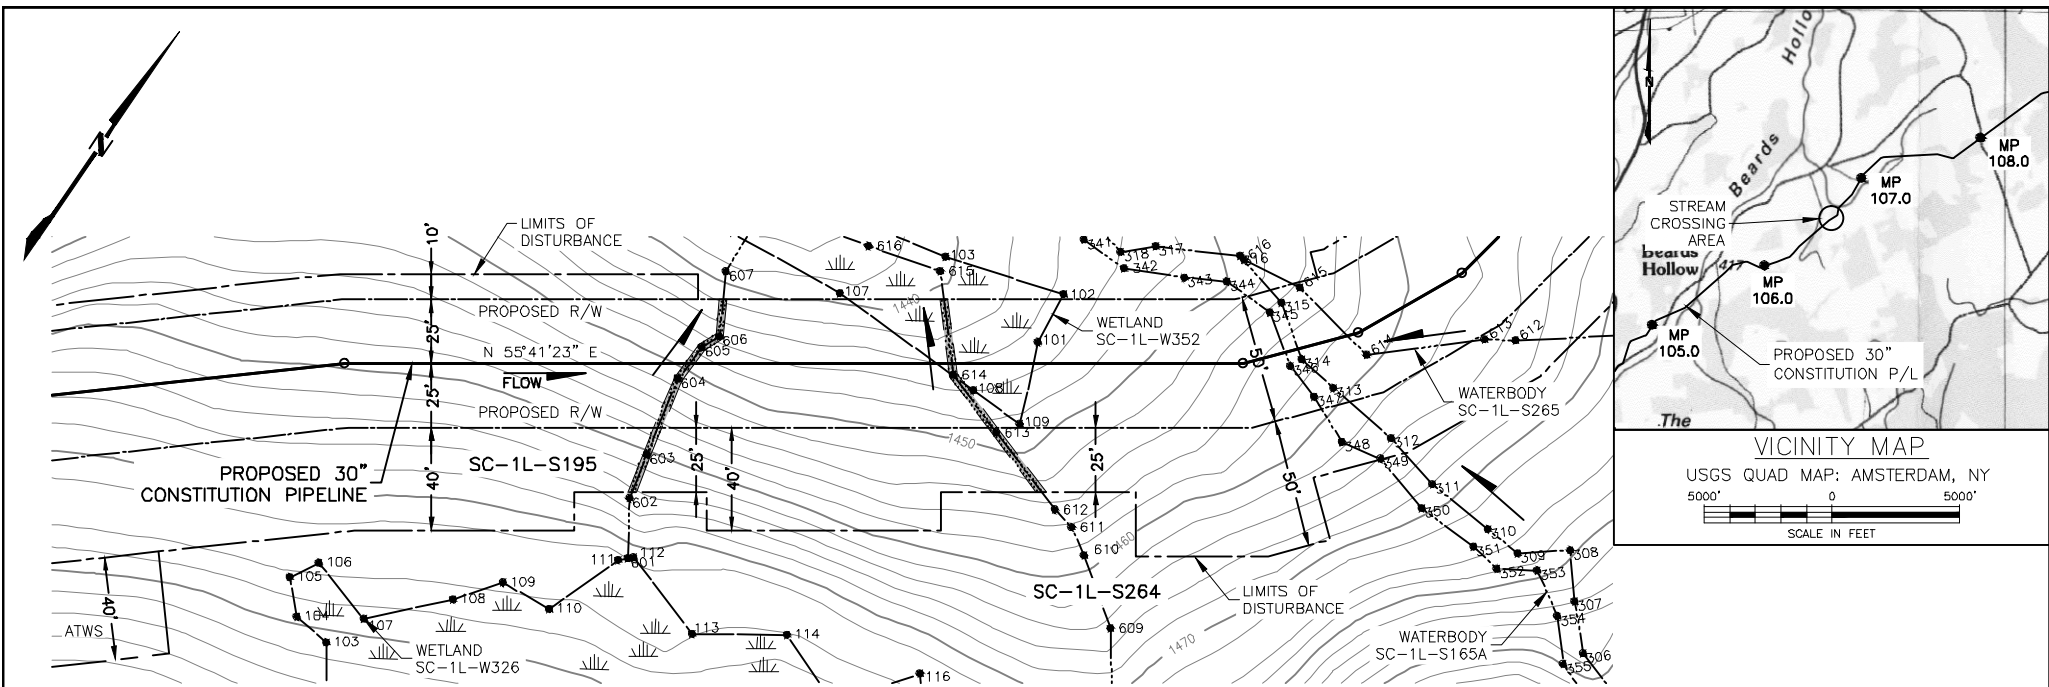 N
LIMITS OF
DISTURBANCE
10'
PROPOSED R/W
25'
N 55°41'23" E
FLOW
25'
PROPOSED R/W
40'
SC-1L-S195
PROPOSED 30"
CONSTITUTION PIPELINE
25'
40'
40'
ATWS
607
606
605
604
603
602
601
111
112
106
105
104
103
107
108
109
110
113
114
116
WETLAND
SC-1L-W326
616
103
615
107
102
1440
101
WETLAND
SC-1L-W352
614
108
109
613
1450
25'
612
611
610
1460
609
SC-1L-S264
1470
LIMITS OF
DISTURBANCE
341
318
317
342
343
344
616
616
615
315
345
50'
314
346
347
313
611
613
612
WATERBODY
SC-1L-S265
348
312
349
50'
311
350
310
351
309
308
352
353
307
354
306
355
WATERBODY
SC-1L-S165A
N
Hollo
Beards
MP
108.0
MP
107.0
STREAM
CROSSING
AREA
Beards
Hollow
417
MP
106.0
MP
105.0
PROPOSED 30"
CONSTITUTION P/L
The
VICINITY MAP
USGS QUAD MAP: AMSTERDAM, NY
5000' 0 5000'
SCALE IN FEET